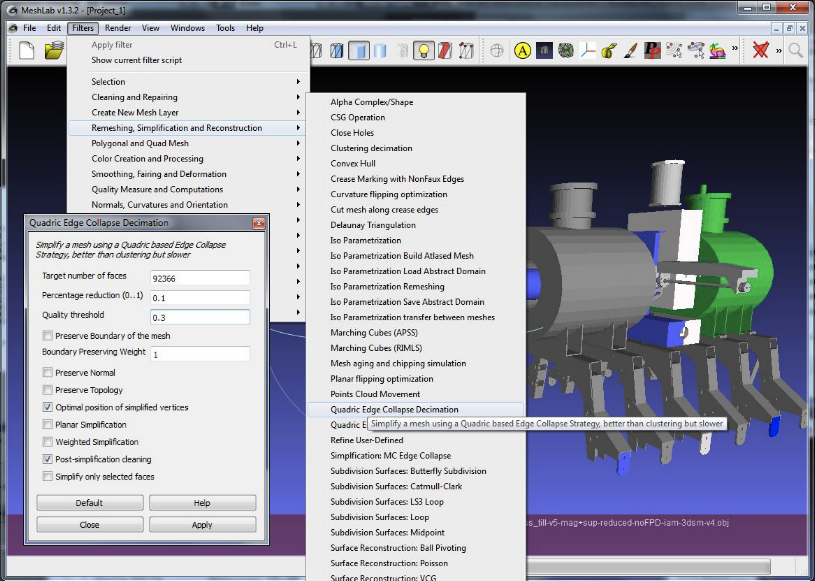 MeshLab v1.3.2 - [Project_1]
File Edit Filters Render View Windows Tools Help
Apply filter Ctrl+L
Show current filter script
Selection
Cleaning and Repairing
Create New Mesh Layer
Remeshing, Simplification and Reconstruction
Polygonal and Quad Mesh
Color Creation and Processing
Smoothing, Fairing and Deformation
Quality Measure and Computations
Normals, Curvatures and Orientation
Alpha Complex/Shape
CSG Operation
Close Holes
Clustering decimation
Convex Hull
Crease Marking with NonFaux Edges
Curvature flipping optimization
Cut mesh along crease edges
Delaunay Triangulation
Iso Parametrization
Iso Parametrization Build Atlased Mesh
Iso Parametrization Load Abstract Domain
Iso Parametrization Remeshing
Iso Parametrization Save Abstract Domain
Iso Parametrization transfer between meshes
Marching Cubes (APSS)
Marching Cubes (RIMLS)
Mesh aging and chipping simulation
Planar flipping optimization
Points Cloud Movement
Quadric Edge Collapse Decimation
Quadric E
Simplify a mesh using a Quadric based Edge Collapse Strategy, better than clustering but slower
Refine User-Defined
Simplfication: MC Edge Collapse
Subdivision Surfaces: Butterfly Subdivision
Subdivision Surfaces: Catmull-Clark
Subdivision Surfaces: LS3 Loop
Subdivision Surfaces: Loop
Subdivision Surfaces: Midpoint
Surface Reconstruction: Ball Pivoting
Surface Reconstruction: Poisson
Surface Reconstruction: VCG
Quadric Edge Collapse Decimation
Simplify a mesh using a Quadric based Edge Collapse
Strategy, better than clustering but slower
Target number of faces 92366
Percentage reduction (0..1) 0.1
Quality threshold 0.3
Preserve Boundary of the mesh
Boundary Preserving Weight 1
Preserve Normal
Preserve Topology
Optimal position of simplified vertices
Planar Simplification
Weighted Simplification
Post-simplification cleaning
Simplify only selected faces
Default Help
Close Apply
s_fill-v5-mag+sup-reduced-noFPD-iam-3dsm-v4.obj